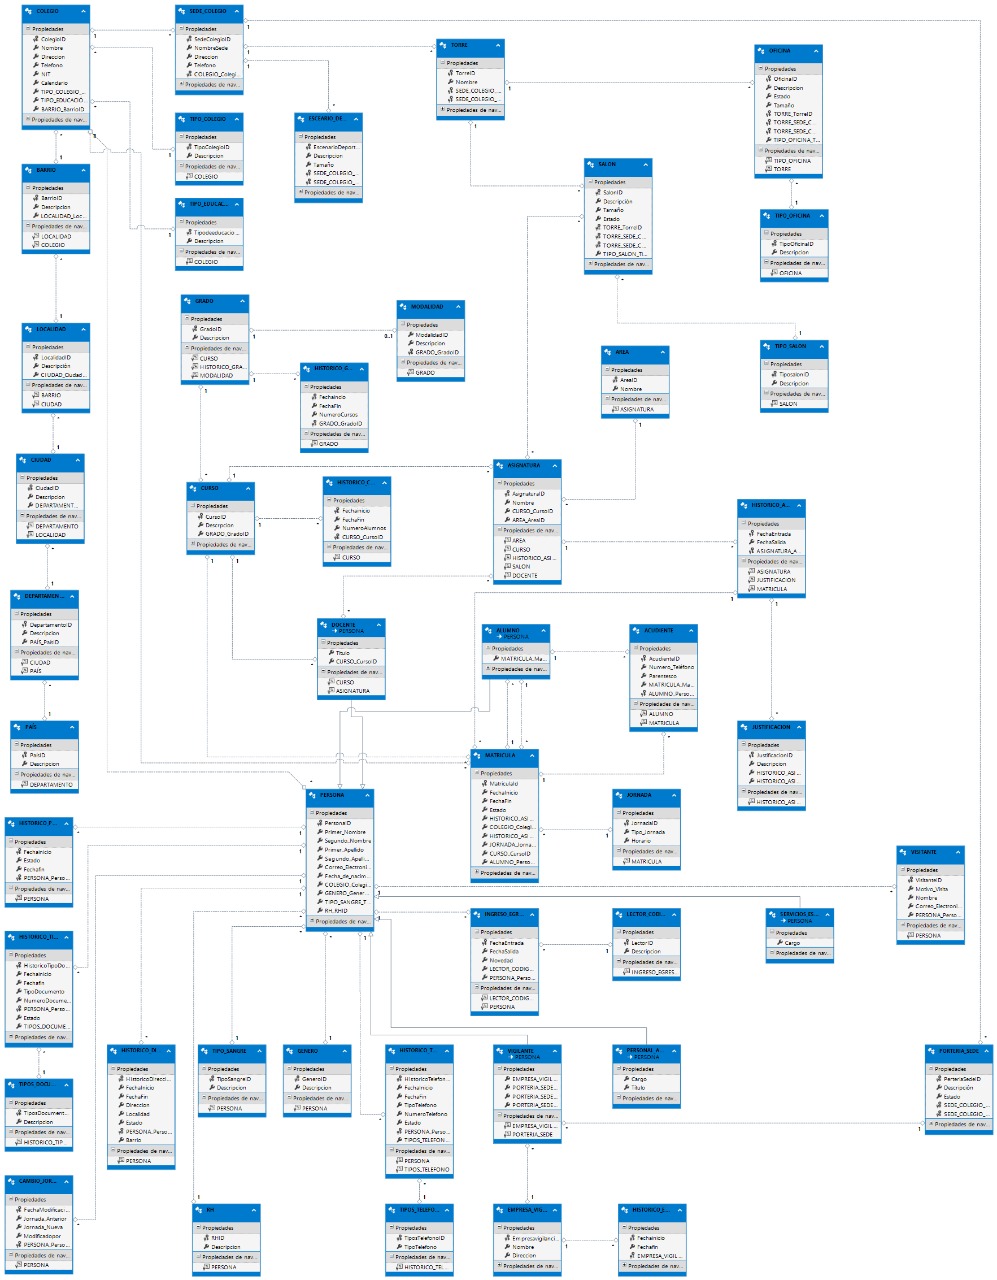 COLEGIO
Propiedades
ColegioID
Nombre
Direccion
Telefono
NIT
Calendario
TIPO_COLEGIO_...
TIPO_EDUCACIÓ...
BARRIO_BarrioID
Propiedades de nav...
SEDE_COLEGIO
Propiedades
SedeColegioID
NombreSede
Direccion
Telefono
COLEGIO_Colegi...
Propiedades de nav...
TIPO_COLEGIO
Propiedades
TipoColegioID
Descripcion
Propiedades de nav...
COLEGIO
TIPO_EDUCAC...
Propiedades
Tipodeeducacio...
Descripcion
Propiedades de nav...
COLEGIO
ESCEARIO_DE...
Propiedades
EscenarioDeport...
Descripcion
Tamaño
SEDE_COLEGIO_...
SEDE_COLEGIO_...
Propiedades de nav...
TORRE
Propiedades
TorreID
Nombre
SEDE_COLEGIO_...
SEDE_COLEGIO_...
Propiedades de nav...
OFICINA
Propiedades
OficinaID
Descripcion
Estado
Tamaño
TORRE_TorreID
TORRE_SEDE_C...
TORRE_SEDE_C...
TIPO_OFICINA_T...
Propiedades de nav...
TIPO_OFICINA
TORRE
SALON
Propiedades
SalonID
Descripción
Tamaño
Estado
TORRE_TorreID
TORRE_SEDE_C...
TORRE_SEDE_C...
TIPO_SALON_TI...
Propiedades de nav...
TIPO_OFICINA
Propiedades
TipoOficinaID
Descripcion
Propiedades de nav...
OFICINA
BARRIO
Propiedades
BarrioID
Descripcion
LOCALIDAD_Loc...
Propiedades de nav...
LOCALIDAD
COLEGIO
LOCALIDAD
Propiedades
LocalidadID
Descripción
CIUDAD_Ciudad...
Propiedades de nav...
BARRIO
CIUDAD
GRADO
Propiedades
GradoID
Descripcion
Propiedades de nav...
CURSO
HISTORICO_GRA...
MODALIDAD
MODALIDAD
Propiedades
ModalidadID
Descripcion
GRADO_GradoID
Propiedades de nav...
GRADO
HISTORICO_G...
Propiedades
Fechainicio
FechaFin
NumeroCursos
GRADO_GradoID
Propiedades de nav...
GRADO
AREA
Propiedades
AreaID
Nombre
Propiedades de nav...
ASIGNATURA
TIPO_SALON
Propiedades
TiposalonID
Descripcion
Propiedades de nav...
SALON
CIUDAD
Propiedades
CiudadID
Descripcion
DEPARTAMENT...
Propiedades de nav...
DEPARTAMENTO
LOCALIDAD
CURSO
Propiedades
CursoID
Descripcion
GRADO_GradoID
Propiedades de nav...
HISTORICO_C...
Propiedades
Fechainicio
FechaFin
NumeroAlumnos
CURSO_CursoID
Propiedades de nav...
CURSO
ASIGNATURA
Propiedades
AsignaturaID
Nombre
CURSO_CursoID
AREA_AreaID
Propiedades de nav...
AREA
CURSO
HISTORICO_ASI...
SALON
DOCENTE
HISTORICO_A...
Propiedades
FechaEntrada
FechaSalida
ASIGNATURA_A...
Propiedades de nav...
ASIGNATURA
JUSTIFICACION
MATRICULA
DEPARTAMEN...
Propiedades
DepartamentoID
Descripcion
PAÍS_PaísID
Propiedades de nav...
CIUDAD
PAÍS
PAÍS
Propiedades
PaísID
Descripcion
Propiedades de nav...
DEPARTAMENTO
DOCENTE
PERSONA
Propiedades
Titulo
CURSO_CursoID
Propiedades de nav...
CURSO
ASIGNATURA
ALUMNO
PERSONA
Propiedades
MATRICULA_Ma...
Propiedades de nav...
ACUDIENTE
Propiedades
AcudienteID
Numero_Teléfono
Parentesco
MATRICULA_Ma...
ALUMNO_Perso...
Propiedades de nav...
ALUMNO
MATRICULA
JUSTIFICACION
Propiedades
JustificacionID
Descripcion
HISTORICO_ASI...
HISTORICO_ASI...
Propiedades de nav...
HISTORICO_ASI...
MATRICULA
Propiedades
MatriculaId
Fechainicio
FechaFin
Estado
HISTORICO_ASI...
COLEGIO_Colegi...
HISTORICO_ASI...
JORNADA_Jorna...
CURSO_CursoID
ALUMNO_Perso...
Propiedades de nav...
JORNADA
Propiedades
JornadaID
Tipo_Jornada
Horario
Propiedades de nav...
MATRICULA
PERSONA
Propiedades
PersonaID
Primer_Nombre
Segundo_Nombre
Primer_Apellido
Segundo_Apelli...
Correo_Electroni...
Fecha_de_nacim...
COLEGIO_Colegi...
GENERO_Gener...
TIPO_SANGRE_T...
RH_RHID
Propiedades de nav...
HISTORICO_E...
Propiedades
Fechainicio
Estado
Fechafin
PERSONA_Perso...
Propiedades de nav...
PERSONA
HISTORICO_TI...
Propiedades
HistoricoTipoDo...
Fechainicio
Fechafin
TipoDocumento
NumeroDocume...
PERSONA_Perso...
Estado
TIPOS_DOCUME...
Propiedades de nav...
INGRESO_EGRE...
Propiedades
FechaEntrada
FechaSalida
Novedad
LECTOR_CODIG...
PERSONA_Perso...
Propiedades de nav...
LECTOR_CODIG...
PERSONA
LECTOR_CODI...
Propiedades
LectorID
Descripcion
Propiedades de nav...
INGRESO_EGRES...
SERVICIOS_ES...
PERSONA
Propiedades
Cargo
Propiedades de nav...
VISITANTE
Propiedades
VisitanteID
Motivo_Visita
Nombre
Correo_Electroni...
PERSONA_Perso...
Propiedades de nav...
PERSONA
TIPOS_DOCU...
Propiedades
TiposDocument...
Descripcion
Propiedades de nav...
HISTORICO_TIP...
HISTORICO_DI...
Propiedades
HistoricoDirecci...
FechaInicio
FechaFin
Direccion
Localidad
Estado
PERSONA_Perso...
Barrio
Propiedades de nav...
PERSONA
TIPO_SANGRE
Propiedades
TipoSangreID
Descripcion
Propiedades de nav...
PERSONA
GENERO
Propiedades
GeneroID
Descripcion
Propiedades de nav...
PERSONA
HISTORICO_T...
Propiedades
HistoricoTelefon...
FechaInicio
FechaFin
TipoTelefono
NumeroTelefono
Estado
PERSONA_Perso...
TIPOS_TELEFON...
Propiedades de nav...
PERSONA
TIPOS_TELEFONO
VIGILANTE
PERSONA
Propiedades
EMPRESA_VIGIL...
PORTERIA_SEDE...
PORTERIA_SEDE...
PORTERIA_SEDE...
Propiedades de nav...
EMPRESA_VIGIL...
PORTERIA_SEDE
PERSONAL_A...
PERSONA
Propiedades
Cargo
Titulo
Propiedades de nav...
PORTERIA_SEDE
Propiedades
PorteriaSedeID
Descripción
Estado
SEDE_COLEGIO_...
SEDE_COLEGIO_...
Propiedades de nav...
CAMBIO_JOR...
Propiedades
FechaModificaci...
Jornada_Anterior
Jornada_Nueva
Modificadopor
PERSONA_Perso...
Propiedades de nav...
PERSONA
RH
Propiedades
RHID
Descripcion
Propiedades de nav...
PERSONA
TIPOS_TELEFO...
Propiedades
TiposTelefonoID
TipoTelefono
Propiedades de nav...
HISTORICO_TEL...
EMPRESA_VIG...
Propiedades
Empresavigilanci...
Nombre
Direccion
Propiedades de nav...
HISTORICO_E...
Propiedades
Fechainicio
Fechafin
EMPRESA_VIGIL...
Propiedades de nav...